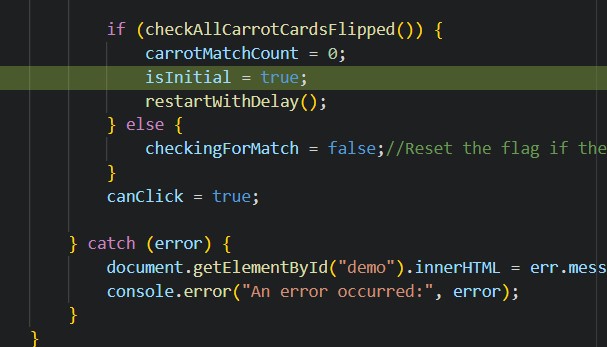 if (checkAllCarrotCardsFlipped()) {
carrotMatchCount = 0;
isInitial = true;
restartWithDelay();
} else {
checkingForMatch = false;//Reset the flag if the
}
canClick = true;
} catch (error) {
document.getElementById("demo").innerHTML = err.mess
console.error("An error occurred:", error);
}
}